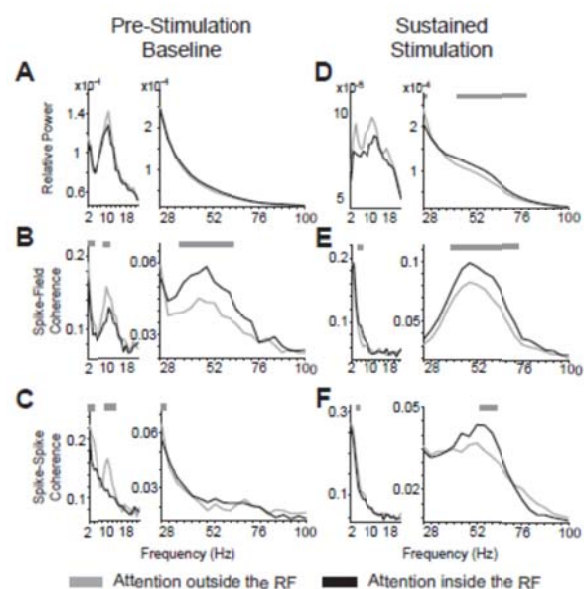 Pre-Stimulation
Baseline
Sustained
Stimulation
A
x10⁻⁴
x10⁻⁴
Relative Power
1.4
1
0.6
2
1
2 10 18
28 52 76 100
D
x10⁻⁵
x10⁻⁴
10
5
2
1
2 10 18
28 52 76 100
B
Spike-Field
Coherence
0.2
0.1
0.06
0.03
2 10 18
28 52 76 100
E
0.2
0.1
0.1
0.05
2 10 18
28 52 76 100
C
Spike-Spike
Coherence
0.2
0.1
0.06
0.03
2 10 18
28 52 76 100
F
0.3
0.1
0.05
0.02
2 10 18
28 52 76 100
Frequency (Hz)
Frequency (Hz)
Attention outside the RF
Attention inside the RF